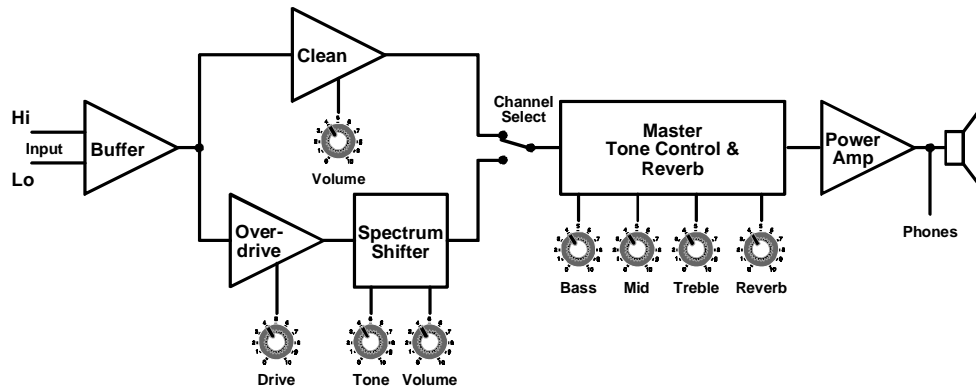 Clean
Channel
Select
Hi
Input
Lo
Buffer
Volume
Master
Tone Control &
Reverb
Power
Amp
Over-
drive
Spectrum
Shifter
Phones
Bass
Mid
Treble
Reverb
Drive
Tone
Volume